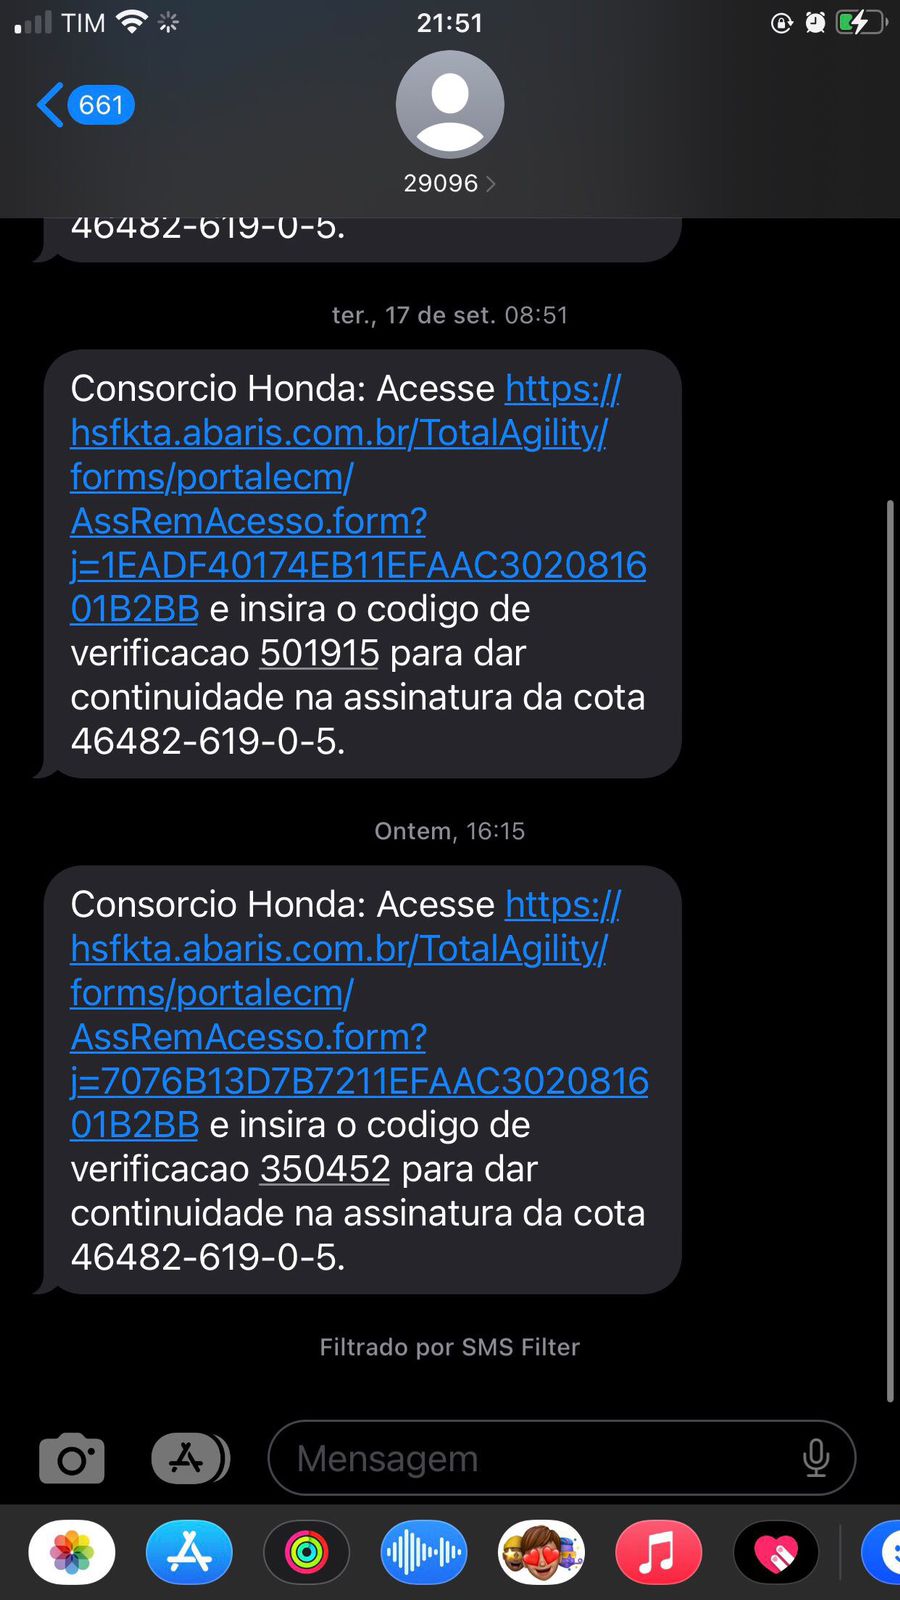 TIM
21:51
661
29096
46482-619-0-5.
ter., 17 de set. 08:51
Consorcio Honda: Acesse https://
hsfkta.abaris.com.br/TotalAgility/
forms/portalecm/
AssRemAcesso.form?
j=1EADF40174EB11EFAAC3020816
01B2BB e insira o codigo de
verificacao 501915 para dar
continuidade na assinatura da cota
46482-619-0-5.
Ontem, 16:15
Consorcio Honda: Acesse https://
hsfkta.abaris.com.br/TotalAgility/
forms/portalecm/
AssRemAcesso.form?
j=7076B13D7B7211EFAAC3020816
01B2BB e insira o codigo de
verificacao 350452 para dar
continuidade na assinatura da cota
46482-619-0-5.
Filtrado por SMS Filter
Mensagem